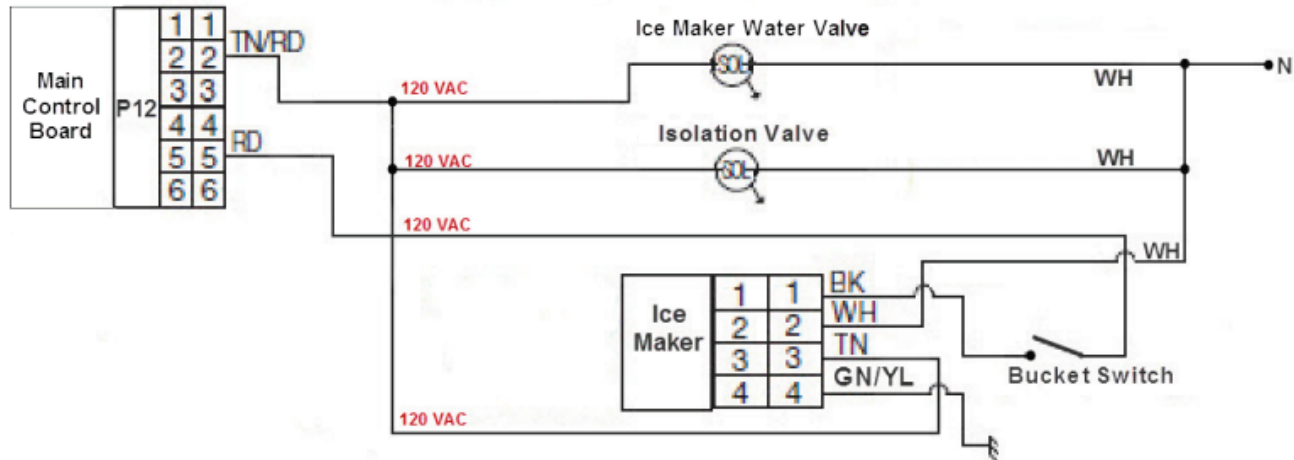 Main
Control
Board
P12
1 1
2 2
3 3
4 4
5 5
6 6
TN/RD
RD
120 VAC
Ice Maker Water Valve
SOL
WH
N
120 VAC
Isolation Valve
SOL
WH
120 VAC
WH
Ice
Maker
1 1
2 2
3 3
4 4
BK
WH
TN
GN/YL
Bucket Switch
120 VAC